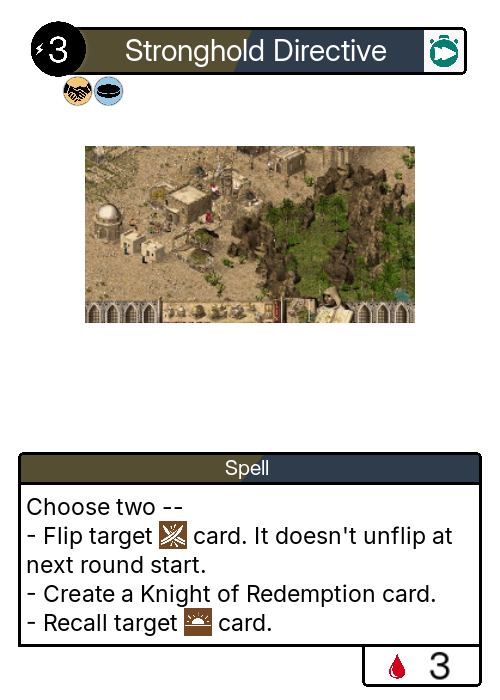 3 Stronghold Directive
Spell
Choose two --
- Flip target card. It doesn't unflip at
next round start.
- Create a Knight of Redemption card.
- Recall target card.
3